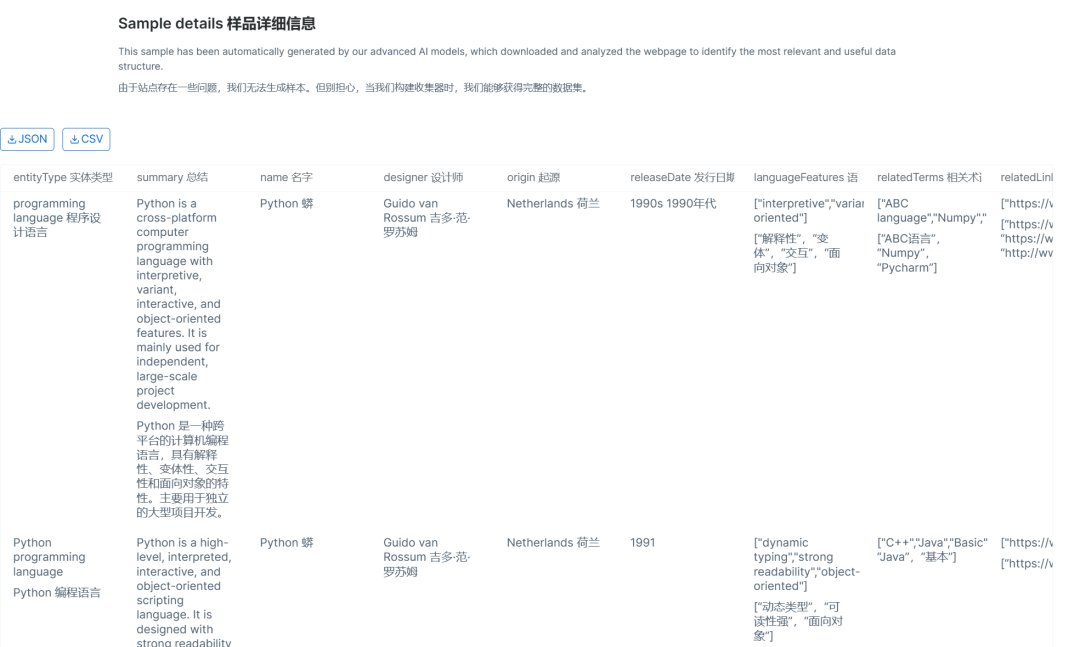 Sample details 样品详细信息
This sample has been automatically generated by our advanced AI models, which downloaded and analyzed the webpage to identify the most relevant and useful data
structure.
由于站点存在一些问题，我们无法生成样本。但别担心，当我们构建收集器时，我们能够获得完整的数据集。
JSON
CSV
entityType 实体类型
summary 总结
name 名字
designer 设计师
origin 起源
releaseDate 发行日期
languageFeatures 语
relatedTerms 相关术语
relatedLinl
programming
language 程序设
计语言
Python is a
cross-platform
computer
programming
language with
interpretive,
variant,
interactive, and
object-oriented
features. It is
mainly used for
independent,
large-scale
project
development.
Python 是一种跨
平台的计算机编程
语言，具有解释
性、变体性、交互
性和面向对象的特
性。主要用于独立
的大型项目开发。
Python 蟒
Guido van
Rossum 吉多·范·
罗苏姆
Netherlands 荷兰
1990s 1990年代
["interpretive","varian
oriented"]
["解释性"，"变
体"，"交互"，"面
向对象"]
["ABC
language","Numpy","
["ABC语言"，
"Numpy"，
"Pycharm"]
["https://w
["https://w
"https://w
"http://ww
Python
programming
language
Python 编程语言
Python is a high-
level, interpreted,
interactive, and
object-oriented
scripting
language. It is
designed with
strong readability
Python 蟒
Guido van
Rossum 吉多·范·
罗苏姆
Netherlands 荷兰
1991
["dynamic
typing","strong
readability","object-
oriented"]
["动态类型"，"可
读性强"，"面向对
象"]
["C++","Java","Basic"
"Java"，"基本"]
["https://w
["https://w